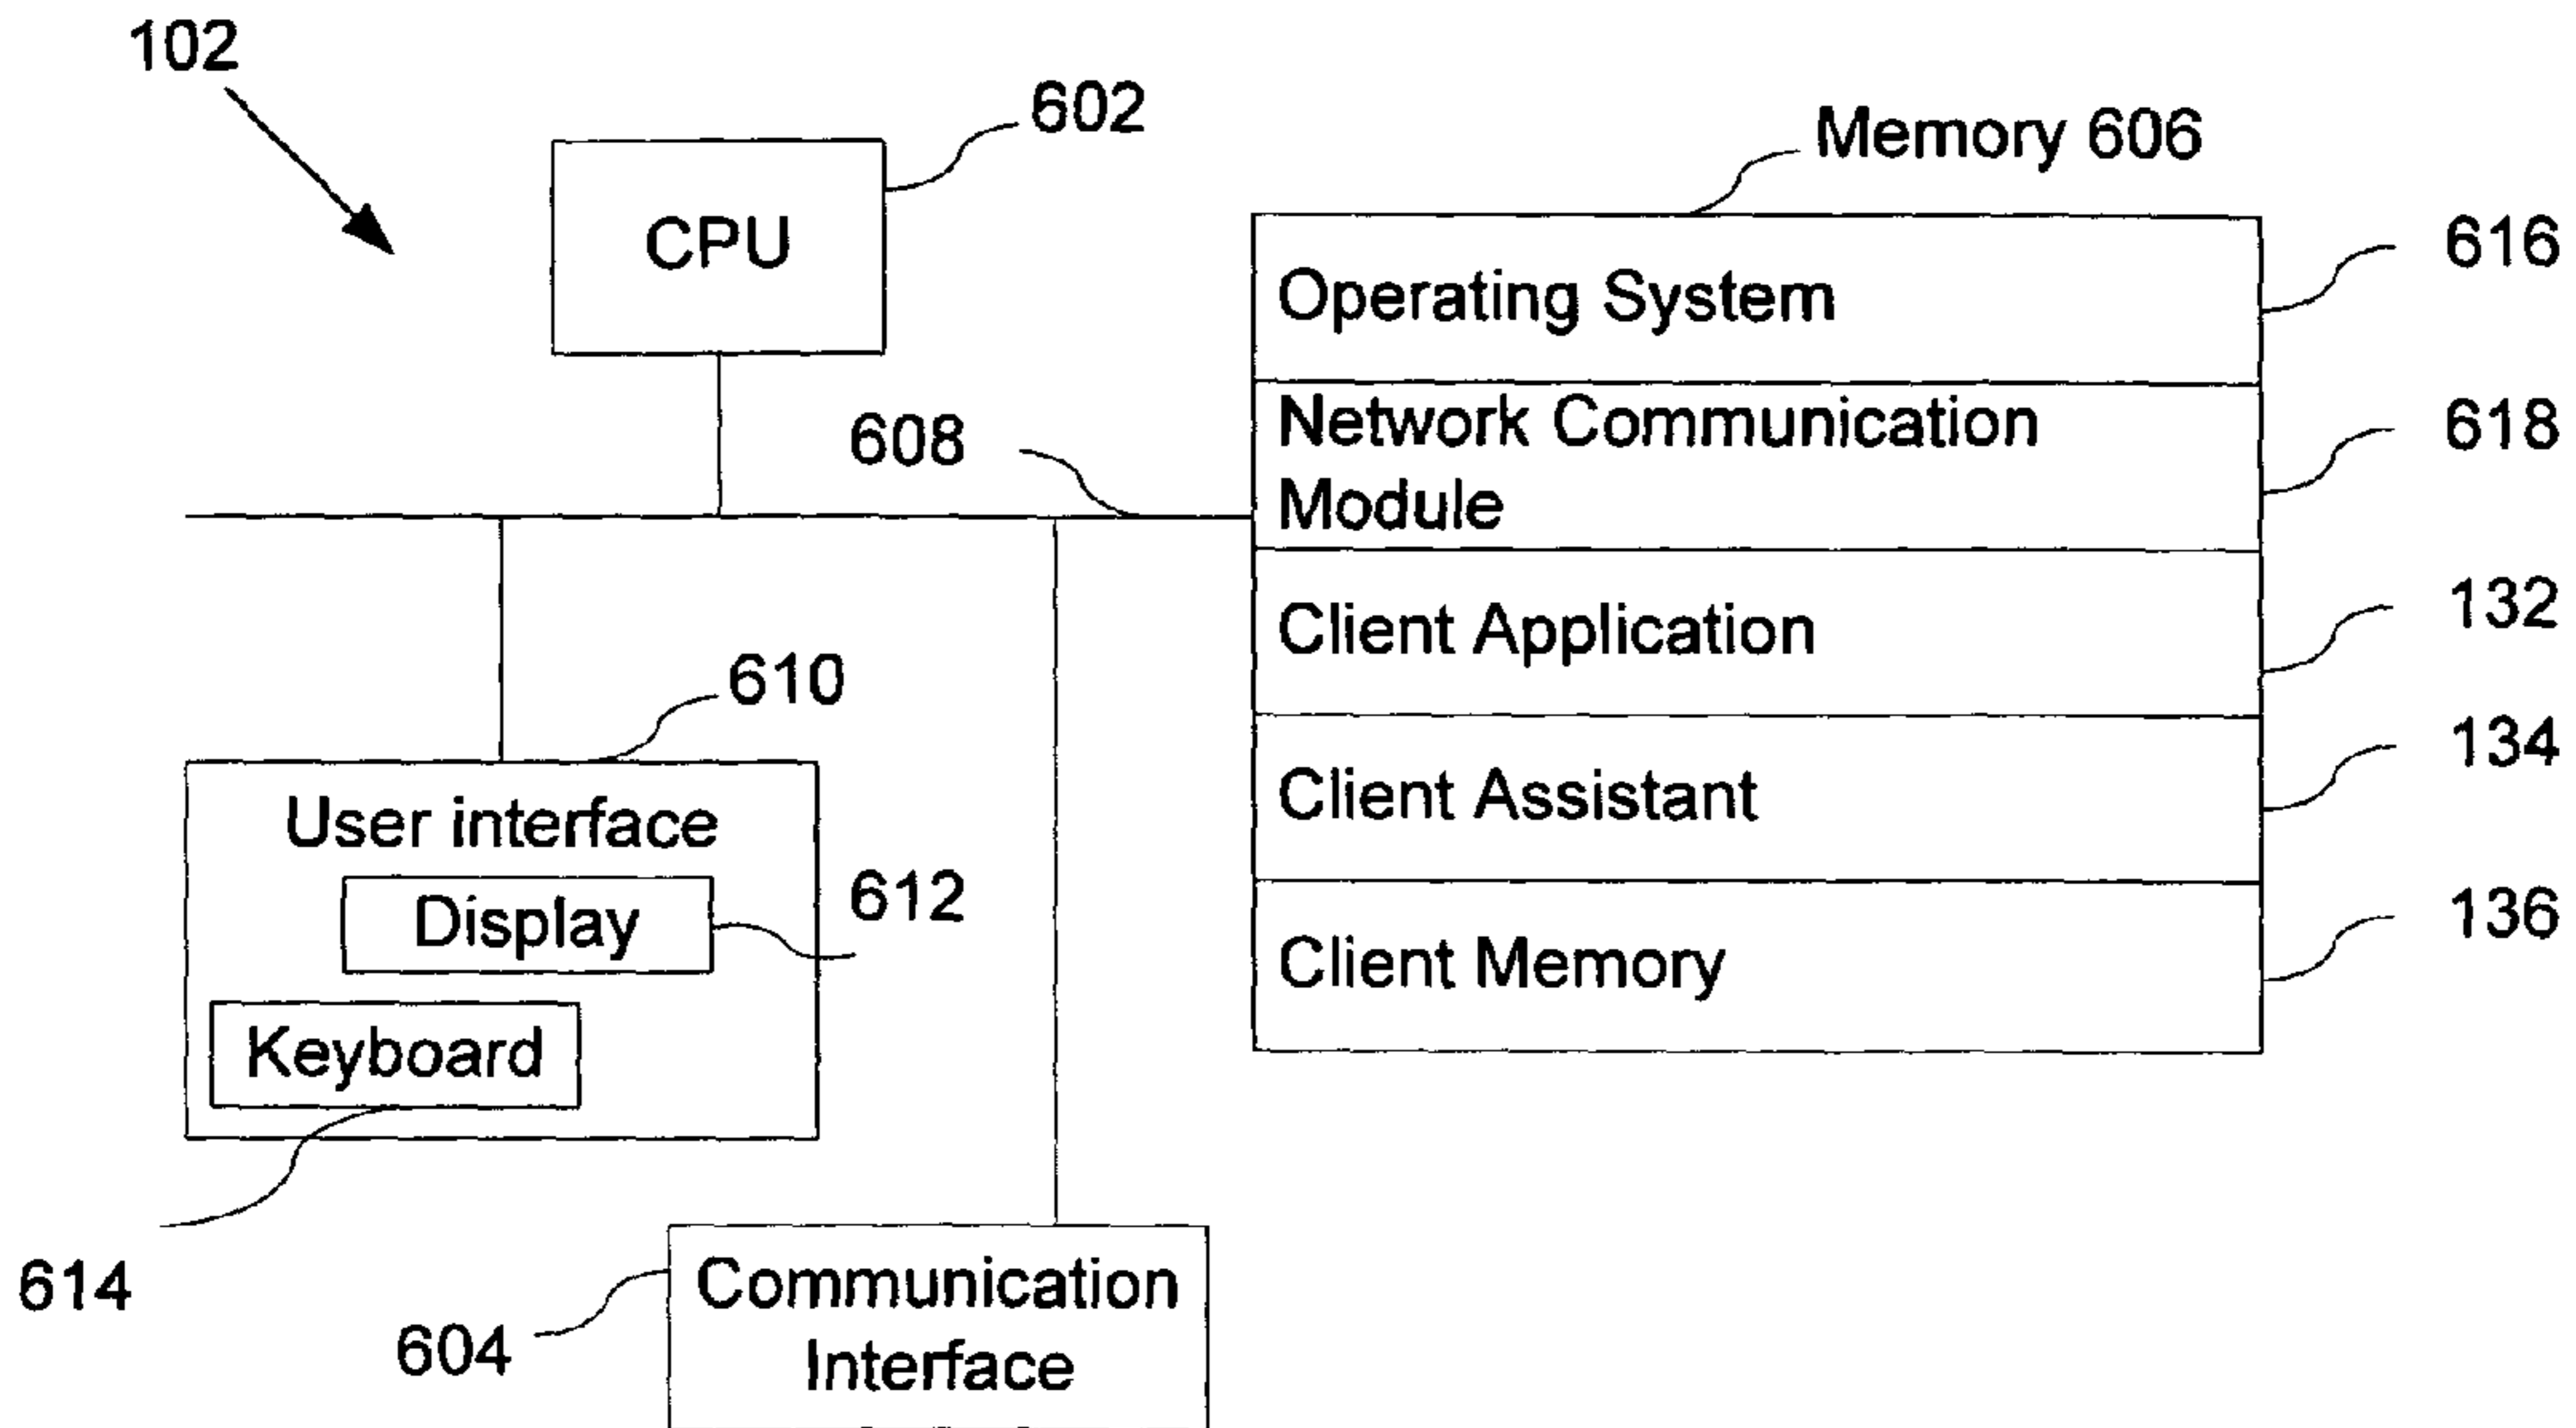 102
602
CPU
Memory 606
Operating System
616
Network Communication
Module
618
608
Client Application
132
Client Assistant
134
Client Memory
136
610
User interface
Display
612
Keyboard
614
Communication
Interface
604